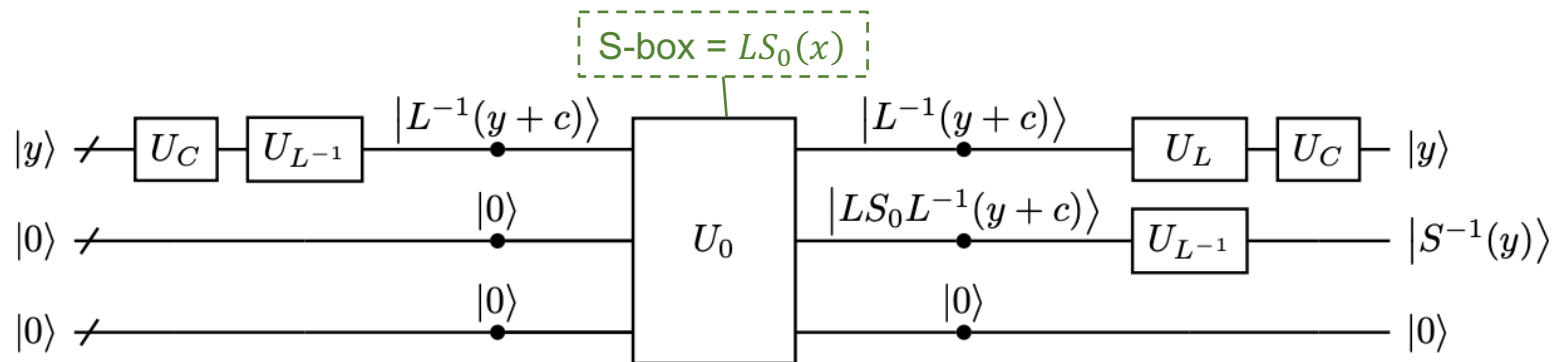 S-box = LS₀(x)
|y⟩ U_C U_{L⁻¹} |L⁻¹(y + c)⟩ |L⁻¹(y + c)⟩ U_L U_C |y⟩
|0⟩ |0⟩ U₀ |LS₀L⁻¹(y + c)⟩ U_{L⁻¹} |S⁻¹(y)⟩
|0⟩ |0⟩ |0⟩ |0⟩